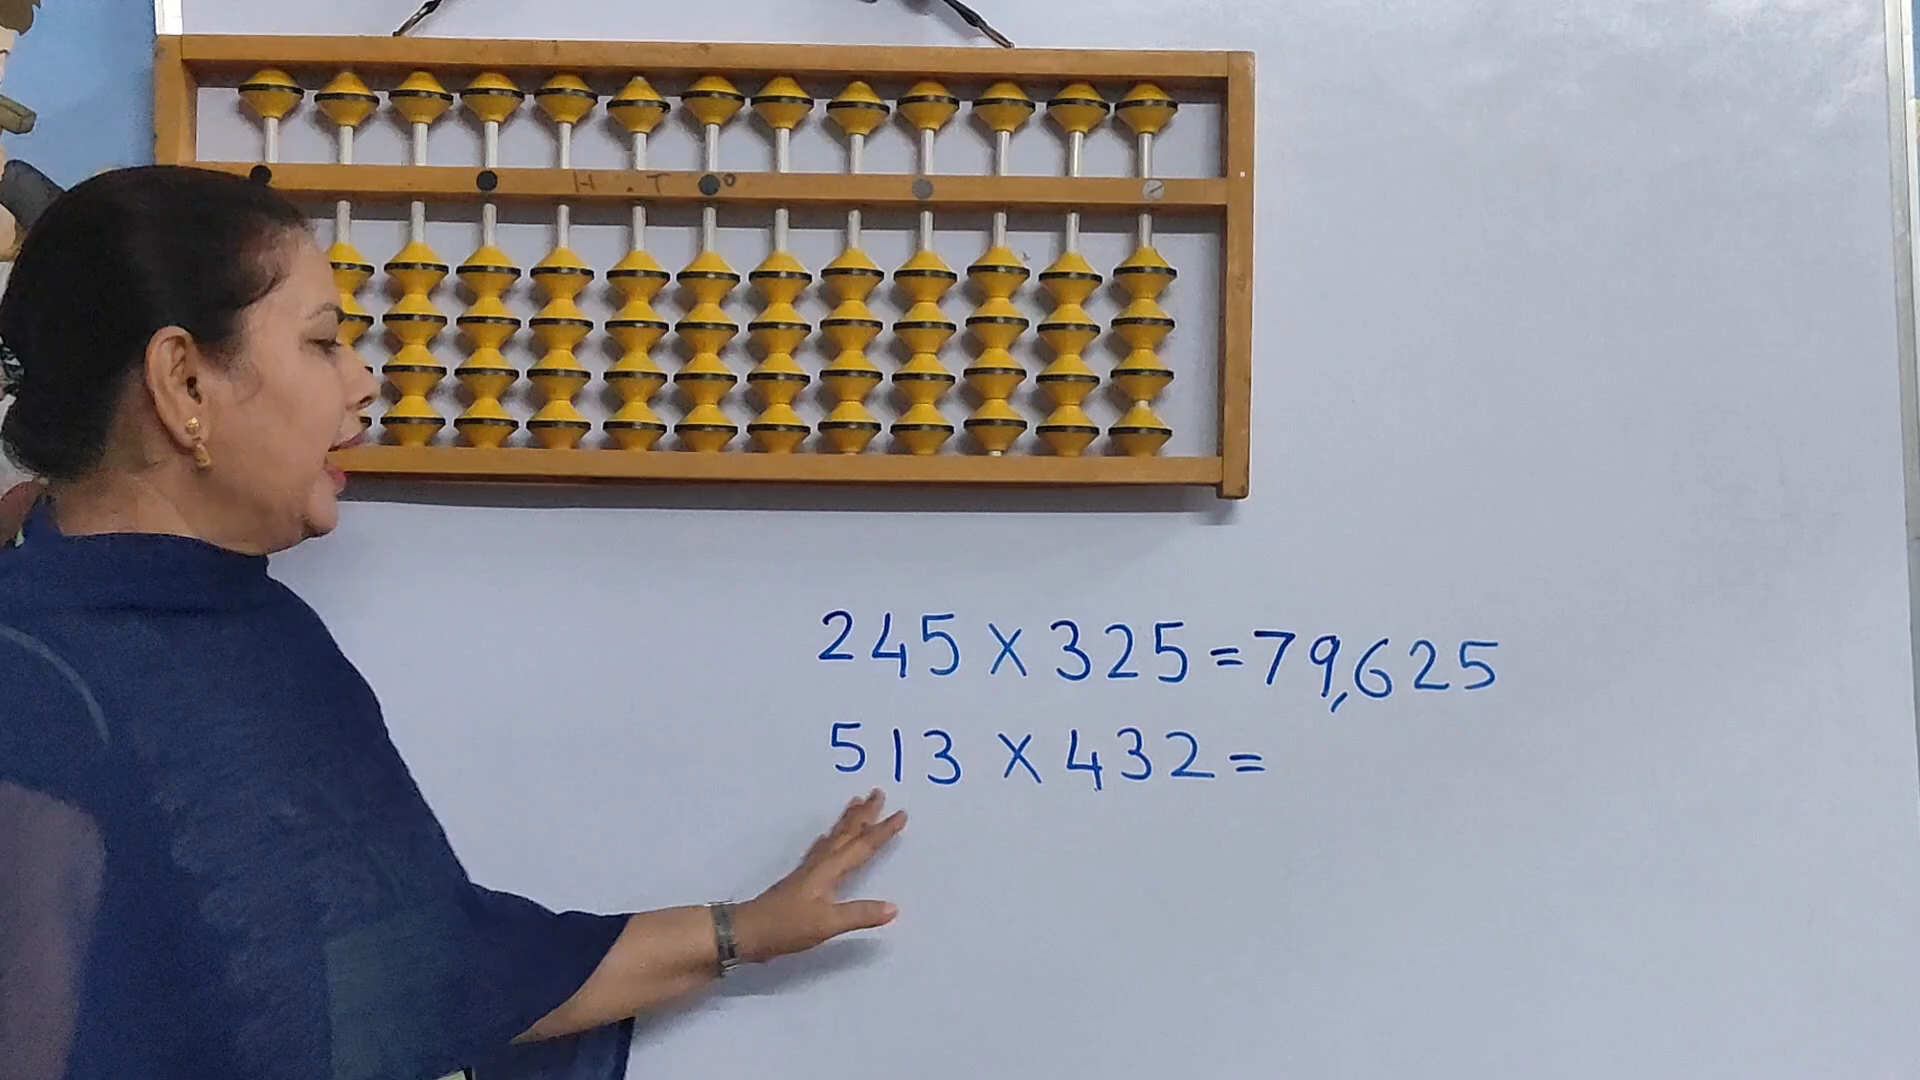 H . T O
245 X 325 = 79,625
513 X 432 =